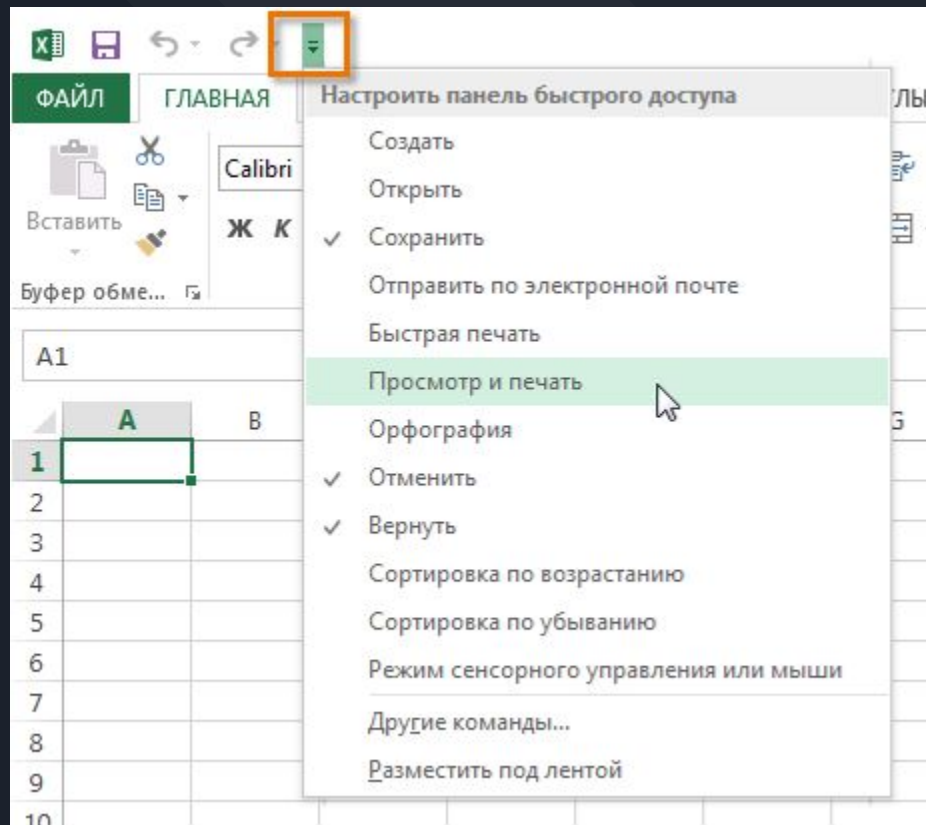 ФАЙЛ ГЛАВНАЯ
Настроить панель быстрого доступа
Создать
Открыть
Сохранить
Отправить по электронной почте
Быстрая печать
Просмотр и печать
Орфография
Отменить
Вернуть
Сортировка по возрастанию
Сортировка по убыванию
Режим сенсорного управления или мыши
Другие команды...
Разместить под лентой
Calibri
Вставить
Ж К
Буфер обме...
A1
A B G
1
2
3
4
5
6
7
8
9
10